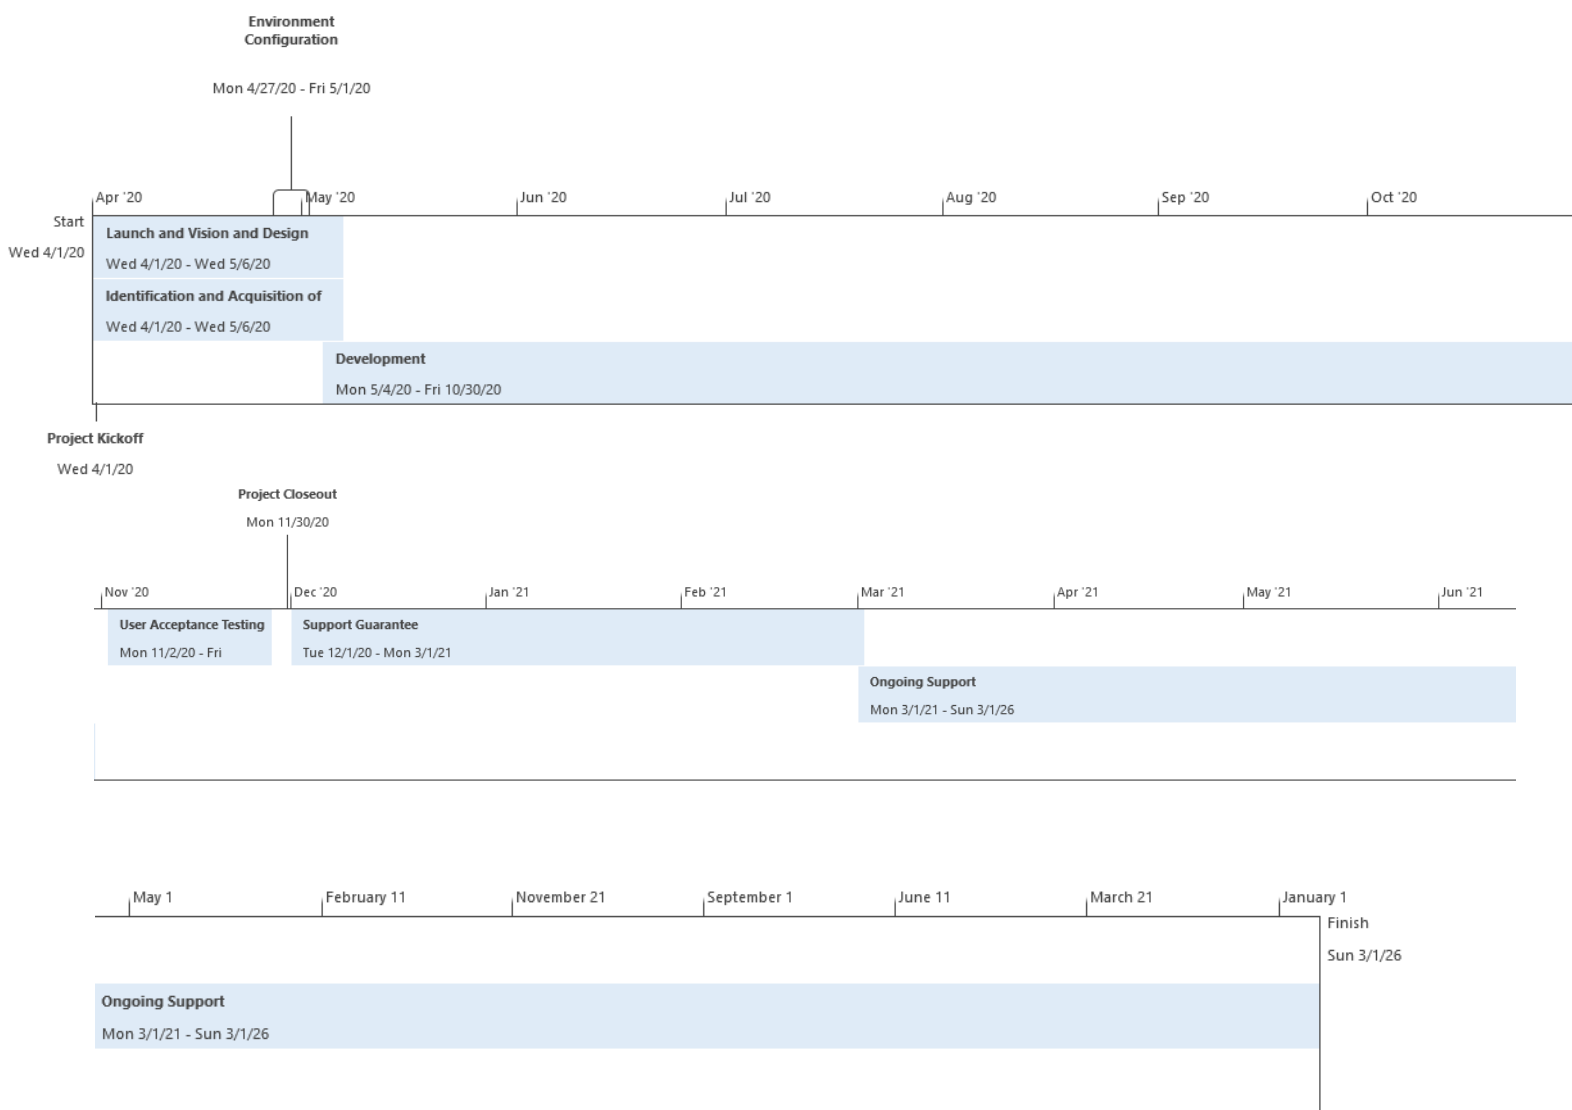 Environment
Configuration
Mon 4/27/20 - Fri 5/1/20
Apr '20
May '20
Jun '20
Jul '20
Aug '20
Sep '20
Oct '20
Start
Wed 4/1/20
Launch and Vision and Design
Wed 4/1/20 - Wed 5/6/20
Identification and Acquisition of
Wed 4/1/20 - Wed 5/6/20
Development
Mon 5/4/20 - Fri 10/30/20
Project Kickoff
Wed 4/1/20
Project Closeout
Mon 11/30/20
Nov '20
Dec '20
Jan '21
Feb '21
Mar '21
Apr '21
May '21
Jun '21
User Acceptance Testing
Mon 11/2/20 - Fri
Support Guarantee
Tue 12/1/20 - Mon 3/1/21
Ongoing Support
Mon 3/1/21 - Sun 3/1/26
May 1
February 11
November 21
September 1
June 11
March 21
January 1
Finish
Sun 3/1/26
Ongoing Support
Mon 3/1/21 - Sun 3/1/26